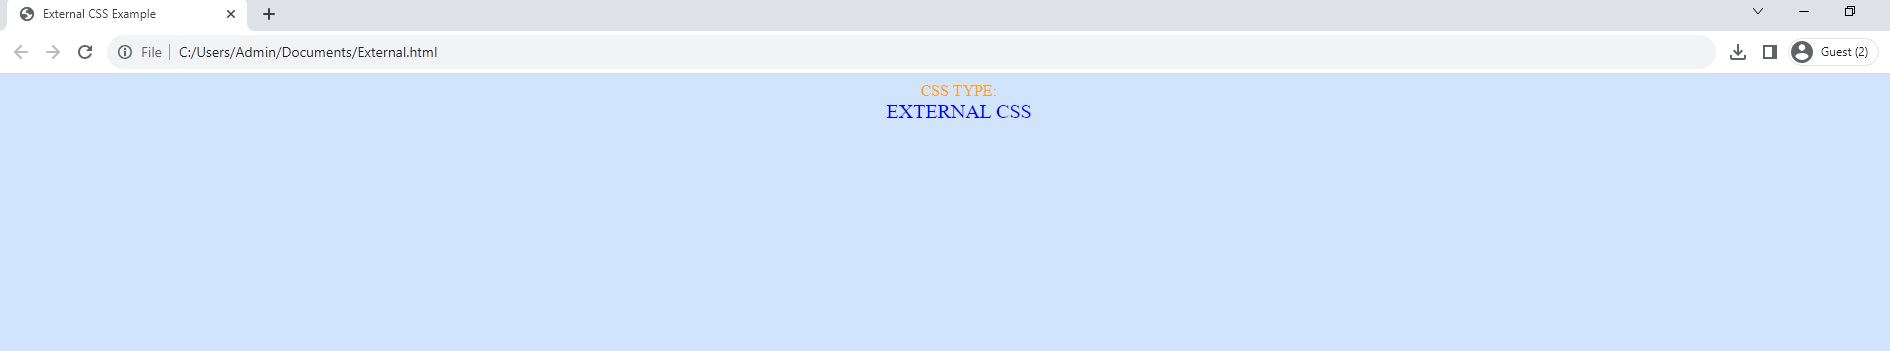 External CSS Example
File C:/Users/Admin/Documents/External.html
Guest (2)
CSS TYPE:
EXTERNAL CSS